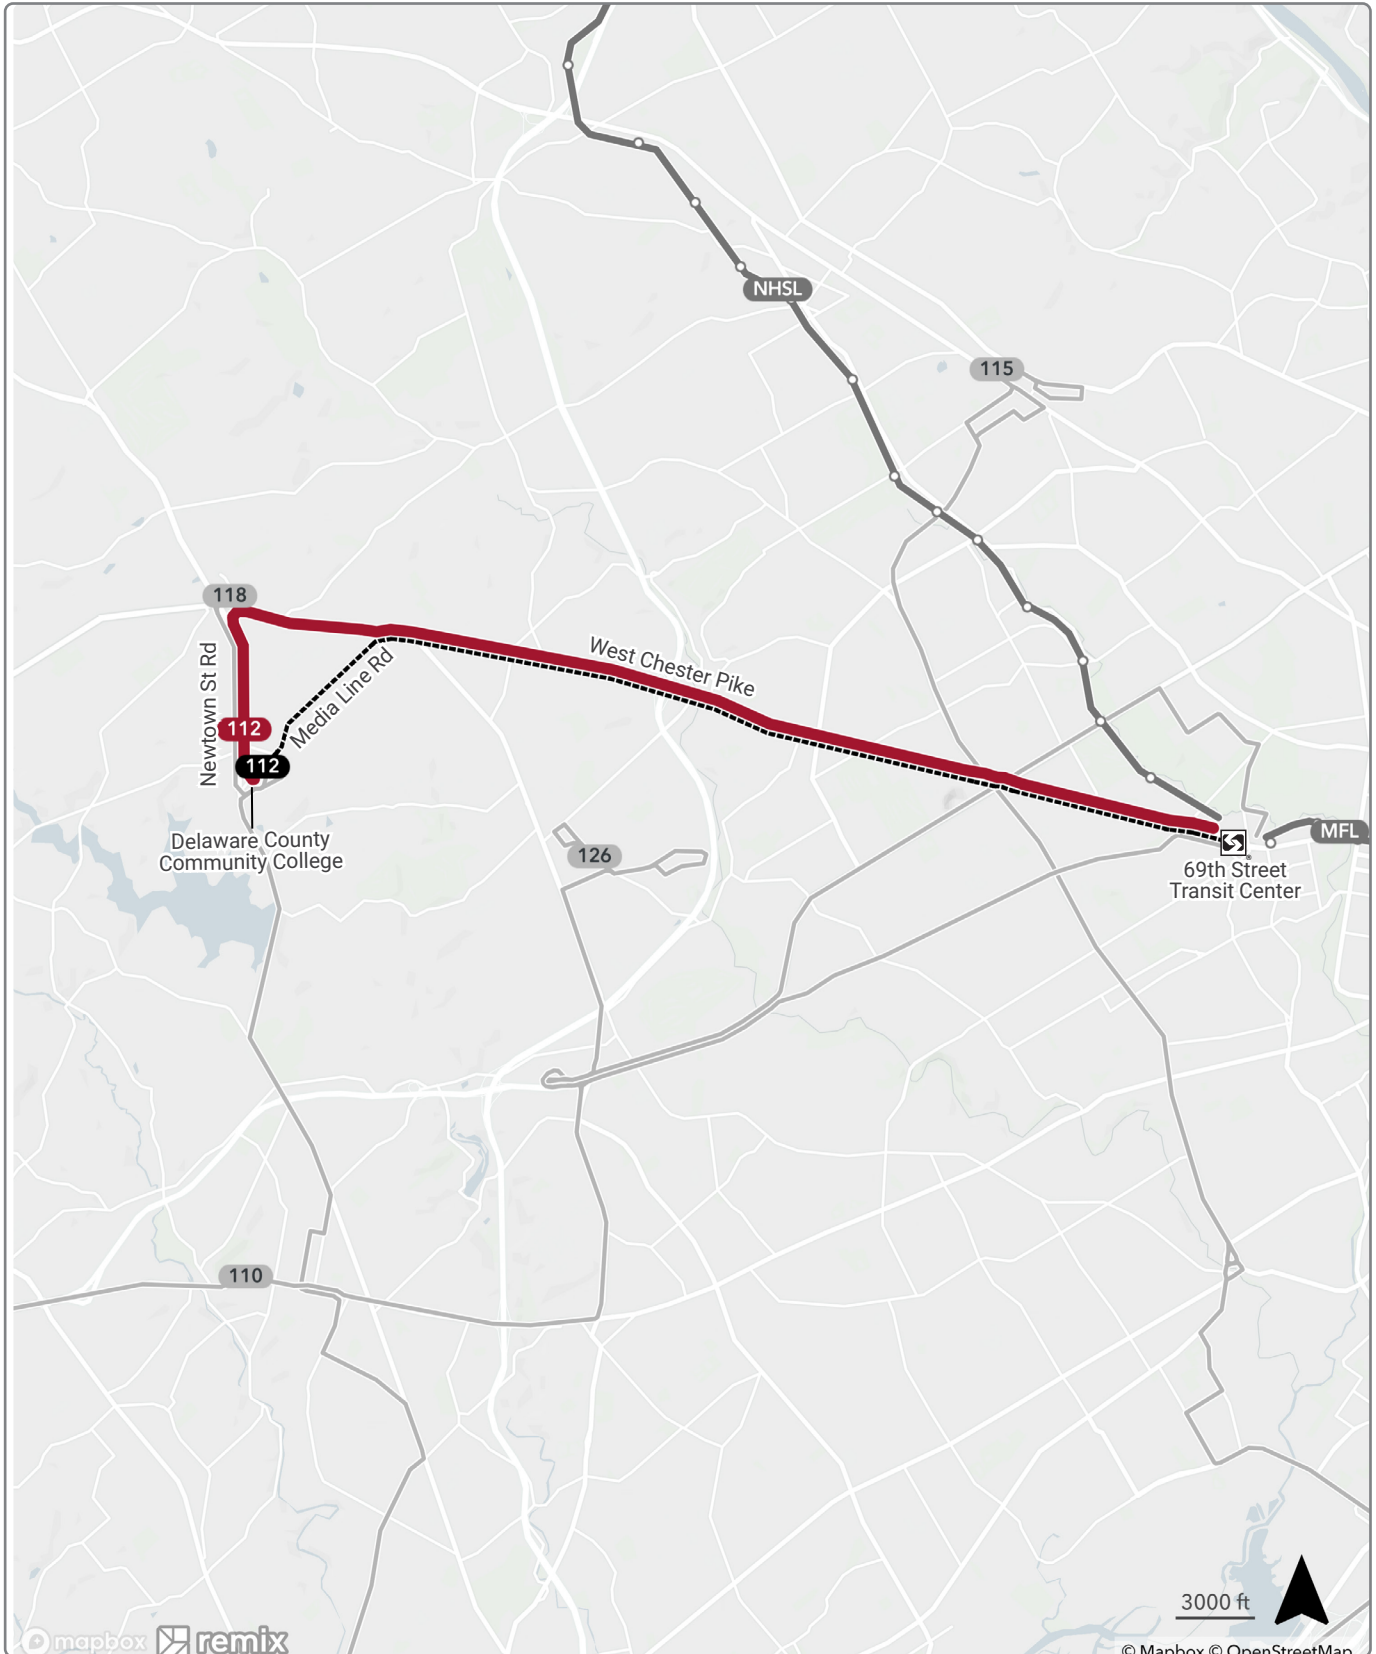 NHSL
115
118
West Chester Pike
Newtown St Rd
Media Line Rd
112
112
Delaware County
Community College
126
MFL
69th Street
Transit Center
110
3000 ft
mapbox
remix
© Mapbox © OpenStreetMap